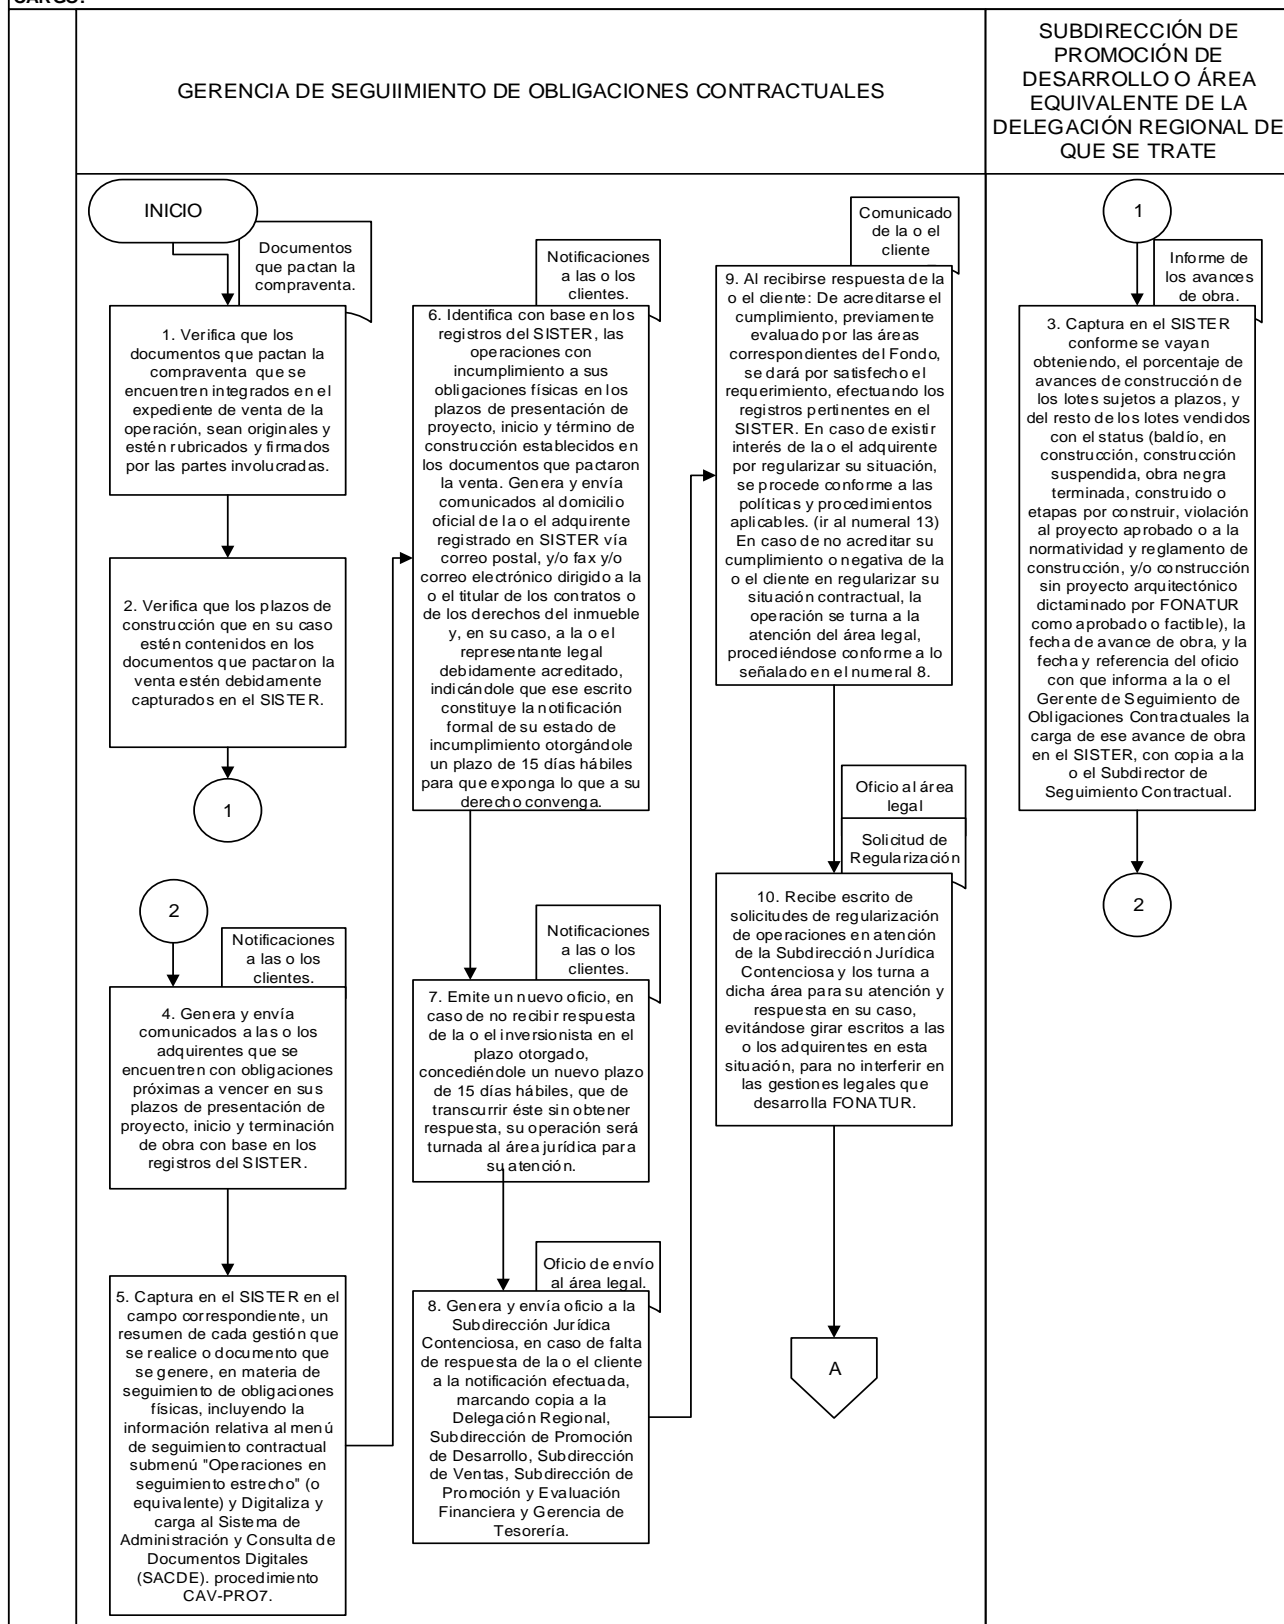 CARGO:
GERENCIA DE SEGUIIMIENTO DE OBLIGACIONES CONTRACTUALES
SUBDIRECCIÓN DE
PROMOCIÓN DE
DESARROLLO O ÁREA
EQUIVALENTE DE LA
DELEGACIÓN REGIONAL DE
QUE SE TRATE
INICIO
Documentos
que pactan la
compraventa.
1. Verifica que los
documentos que pactan la
compraventa que se
encuentren integrados en el
expediente de venta de la
operación, sean originales y
estén rubricados y firmados
por las partes involucradas.
2. Verifica que los plazos de
construcción que en su caso
estén contenidos en los
documentos que pactaron la
venta estén debidamente
capturados en el SISTER.
1
2
Notificaciones
a las o los
clientes.
4. Genera y envía
comunicados a las o los
adquirentes que se
encuentren con obligaciones
próximas a vencer en sus
plazos de presentación de
proyecto, inicio y terminación
de obra con base en los
registros del SISTER.
5. Captura en el SISTER en el
campo correspondiente, un
resumen de cada gestión que
se realice o documento que
se genere, en materia de
seguimiento de obligaciones
físicas, incluyendo la
información relativa al menú
de seguimiento contractual
submenú "Operaciones en
seguimiento estrecho" (o
equivalente) y Digitaliza y
carga al Sistema de
Administración y Consulta de
Documentos Digitales
(SACDE). procedimiento
CAV-PRO7.
Notificaciones
a las o los
clientes.
6. Identifica con base en los
registros del SISTER, las
operaciones con
incumplimiento a sus
obligaciones físicas en los
plazos de presentación de
proyecto, inicio y término de
construcción establecidos en
los documentos que pactaron
la venta. Genera y envía
comunicados al domicilio
oficial de la o el adquirente
registrado en SISTER vía
correo postal, y/o fax y/o
correo electrónico dirigido a la
o el titular de los contratos o
de los derechos del inmueble
y, en su caso, a la o el
representante legal
debidamente acreditado,
indicándole que ese escrito
constituye la notificación
formal de su estado de
incumplimiento otorgándole
un plazo de 15 días hábiles
para que exponga lo que a su
derecho convenga.
Notificaciones
a las o los
clientes.
7. Emite un nuevo oficio, en
caso de no recibir respuesta
de la o el inversionista en el
plazo otorgado,
concediéndole un nuevo plazo
de 15 días hábiles, que de
transcurrir éste sin obtener
respuesta, su operación será
turnada al área jurídica para
su atención.
Oficio de envío
al área legal.
8. Genera y envía oficio a la
Subdirección Jurídica
Contenciosa, en caso de falta
de respuesta de la o el cliente
a la notificación efectuada,
marcando copia a la
Delegación Regional,
Subdirección de Promoción
de Desarrollo, Subdirección
de Ventas, Subdirección de
Promoción y Evaluación
Financiera y Gerencia de
Tesorería.
Comunicado
de la o el
cliente
9. Al recibirse respuesta de la
o el cliente: De acreditarse el
cumplimiento, previamente
evaluado por las áreas
correspondientes del Fondo,
se dará por satisfecho el
requerimiento, efectuando los
registros pertinentes en el
SISTER. En caso de existir
interés de la o el adquirente
por regularizar su situación,
se procede conforme a las
políticas y procedimientos
aplicables. (ir al numeral 13)
En caso de no acreditar su
cumplimiento o negativa de la
o el cliente en regularizar su
situación contractual, la
operación se turna a la
atención del área legal,
procediéndose conforme a lo
señalado en el numeral 8.
Oficio al área
legal
Solicitud de
Regularización
10. Recibe escrito de
solicitudes de regularización
de operaciones en atención
de la Subdirección Jurídica
Contenciosa y los turna a
dicha área para su atención y
respuesta en su caso,
evitándose girar escritos a las
o los adquirentes en esta
situación, para no interferir en
las gestiones legales que
desarrolla FONATUR.
A
1
Informe de
los avances
de obra.
3. Captura en el SISTER
conforme se vayan
obteniendo, el porcentaje de
avances de construcción de
los lotes sujetos a plazos, y
del resto de los lotes vendidos
con el status (baldío, en
construcción, construcción
suspendida, obra negra
terminada, construido o
etapas por construir, violación
al proyecto aprobado o a la
normatividad y reglamento de
construcción, y/o construcción
sin proyecto arquitectónico
dictaminado por FONATUR
como aprobado o factible), la
fecha de avance de obra, y la
fecha y referencia del oficio
con que informa a la o el
Gerente de Seguimiento de
Obligaciones Contractuales la
carga de ese avance de obra
en el SISTER, con copia a la
o el Subdirector de
Seguimiento Contractual.
2